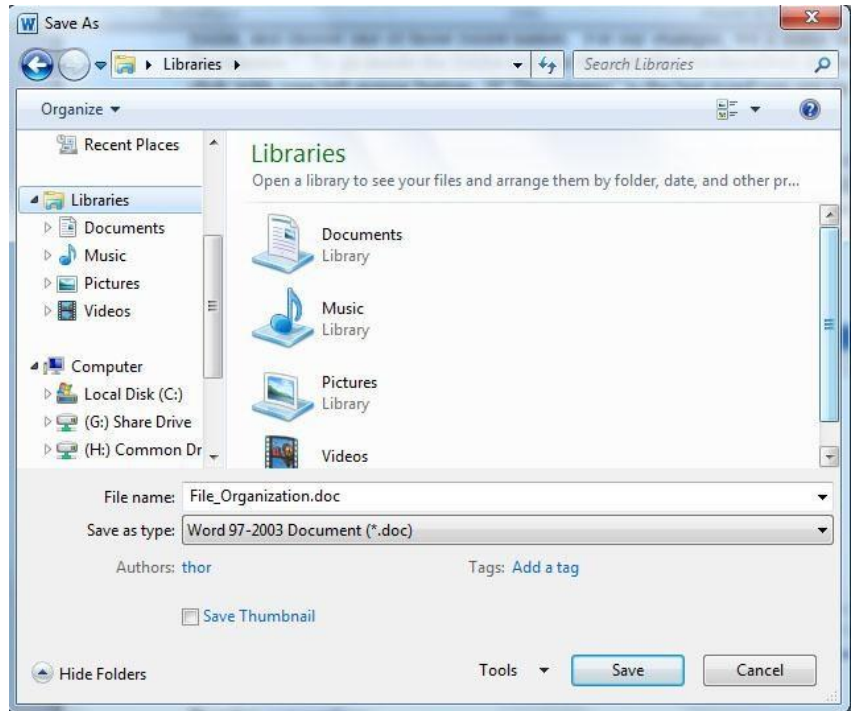 Save As
Libraries
Search Libraries
Organize
Recent Places
Libraries
Documents
Music
Pictures
Videos
Computer
Local Disk (C:)
(G:) Share Drive
(H:) Common Dr
Libraries
Open a library to see your files and arrange them by folder, date, and other pr...
Documents
Library
Music
Library
Pictures
Library
Videos
File name: File_Organization.doc
Save as type: Word 97-2003 Document (*.doc)
Authors: thor Tags: Add a tag
Save Thumbnail
Hide Folders Tools Save Cancel